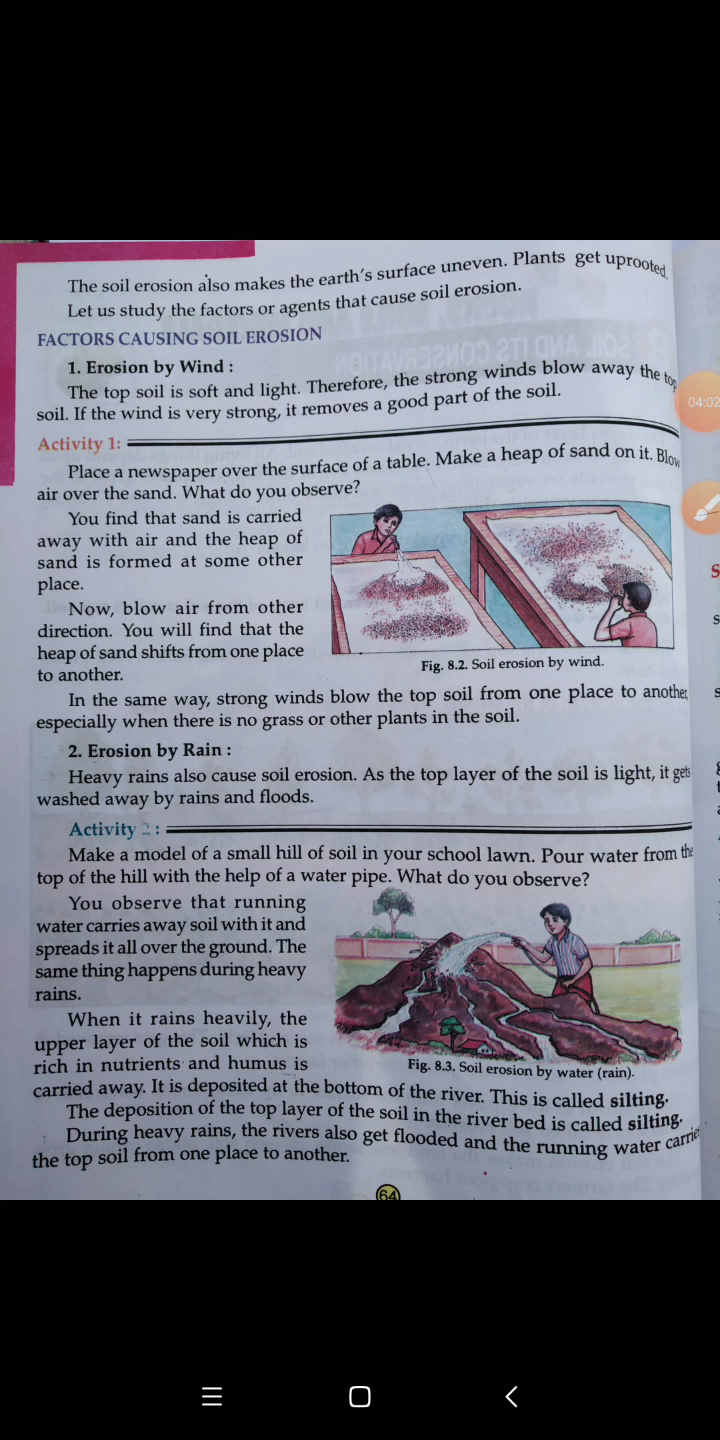 The soil erosion also makes the earth's surface uneven. Plants get uprooted.
Let us study the factors or agents that cause soil erosion.
FACTORS CAUSING SOIL EROSION
1. Erosion by Wind :
The top soil is soft and light. Therefore, the strong winds blow away the top
soil. If the wind is very strong, it removes a good part of the soil.
Activity 1:
Place a newspaper over the surface of a table. Make a heap of sand on it. Blow
air over the sand. What do you observe?
You find that sand is carried
away with air and the heap of
sand is formed at some other
place.
Now, blow air from other
direction. You will find that the
heap of sand shifts from one place
to another.
Fig. 8.2. Soil erosion by wind.
In the same way, strong winds blow the top soil from one place to another,
especially when there is no grass or other plants in the soil.
2. Erosion by Rain :
Heavy rains also cause soil erosion. As the top layer of the soil is light, it gets
washed away by rains and floods.
Activity 2 :
Make a model of a small hill of soil in your school lawn. Pour water from the
top of the hill with the help of a water pipe. What do you observe?
You observe that running
water carries away soil with it and
spreads it all over the ground. The
same thing happens during heavy
rains.
When it rains heavily, the
upper layer of the soil which is
rich in nutrients and humus is
Fig. 8.3. Soil erosion by water (rain).
carried away. It is deposited at the bottom of the river. This is called silting.
The deposition of the top layer of the soil in the river bed is called silting.
During heavy rains, the rivers also get flooded and the running water carrie
the top soil from one place to another.
64
04:02